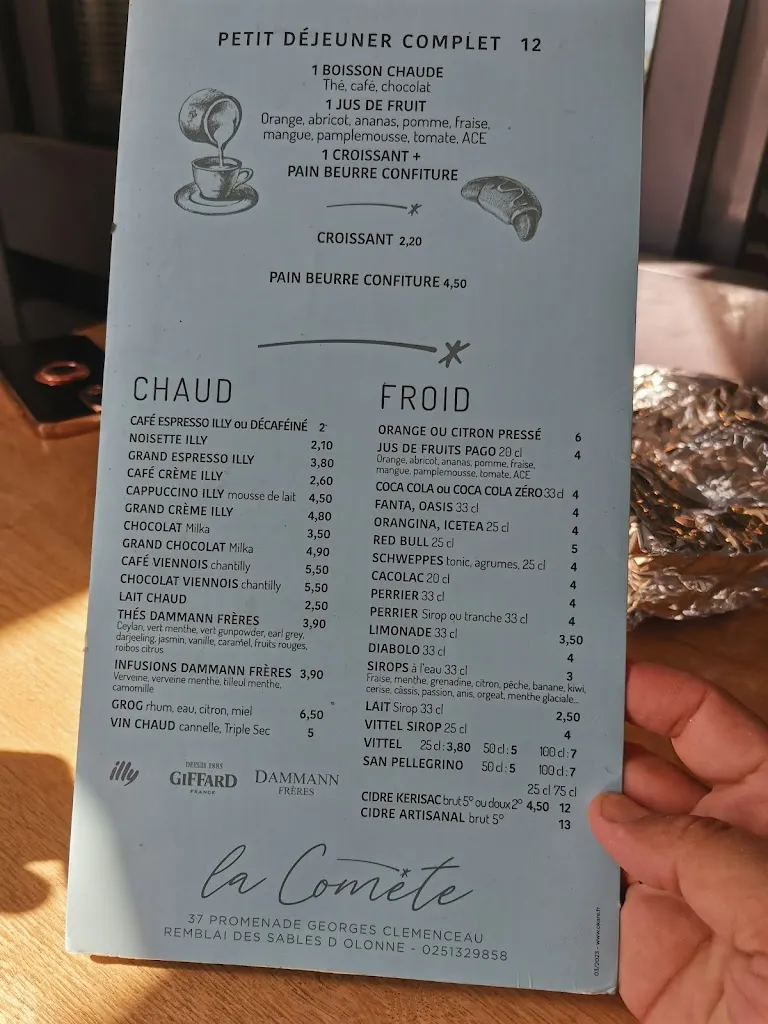 PETIT DÉJEUNER COMPLET 12
1 BOISSON CHAUDE
Thé, café, chocolat
1 JUS DE FRUIT
Orange, abricot, ananas, pomme, fraise,
mangue, pamplemousse, tomate, ACE
1 CROISSANT +
PAIN BEURRE CONFITURE
CROISSANT 2,20
PAIN BEURRE CONFITURE 4,50
CHAUD
CAFÉ ESPRESSO ILLY ou DÉCAFÉINÉ 2
NOISETTE ILLY 2,10
GRAND ESPRESSO ILLY 3,80
CAFÉ CRÈME ILLY 2,60
CAPPUCCINO ILLY mousse de lait 4,50
GRAND CRÈME ILLY 4,80
CHOCOLAT Milka 3,50
GRAND CHOCOLAT Milka 4,90
CAFÉ VIENNOIS chantilly 5,50
CHOCOLAT VIENNOIS chantilly 5,50
LAIT CHAUD 2,50
THÉS DAMMANN FRÈRES 3,90
Ceylan, vert menthe, vert gunpowder, earl grey,
darjeeling, jasmin, vanille, caramel, fruits rouges,
roibos citrus
INFUSIONS DAMMANN FRÈRES 3,90
Verveine, verveine menthe, tilleul menthe,
camomille
GROG rhum, eau, citron, miel 6,50
VIN CHAUD cannelle, Triple Sec 5
illy
DEPUIS 1885
GIFFARD
FRANCE
DAMMANN
FRÈRES
FROID
ORANGE OU CITRON PRESSÉ 6
JUS DE FRUITS PAGO 20 cl 4
Orange, abricot, ananas, pomme, fraise,
mangue, pamplemousse, tomate, ACE
COCA COLA ou COCA COLA ZÉRO 33 cl 4
FANTA, OASIS 33 cl 4
ORANGINA, ICETEA 25 cl 4
RED BULL 25 cl 5
SCHWEPPES tonic, agrumes, 25 cl 4
CACOLAC 20 cl 4
PERRIER 33 cl 4
PERRIER Sirop ou tranche 33 cl 4
LIMONADE 33 cl 3,50
DIABOLO 33 cl 4
SIROPS à l'eau 33 cl 3
Fraise, menthe, grenadine, citron, pêche, banane, kiwi,
cerise, cassis, passion, anis, orgeat, menthe glaciale...
LAIT Sirop 33 cl 2,50
VITTEL SIROP 25 cl 4
VITTEL 25 cl : 3,80 50 cl : 5 100 cl : 7
SAN PELLEGRINO 50 cl : 5 100 cl : 7
25 cl 75 cl
CIDRE KERISAC brut 5° ou doux 2° 4,50 12
CIDRE ARTISANAL brut 5° 13
la Comète
37 PROMENADE GEORGES CLEMENCEAU
REMBLAI DES SABLES D OLONNE - 0251329858